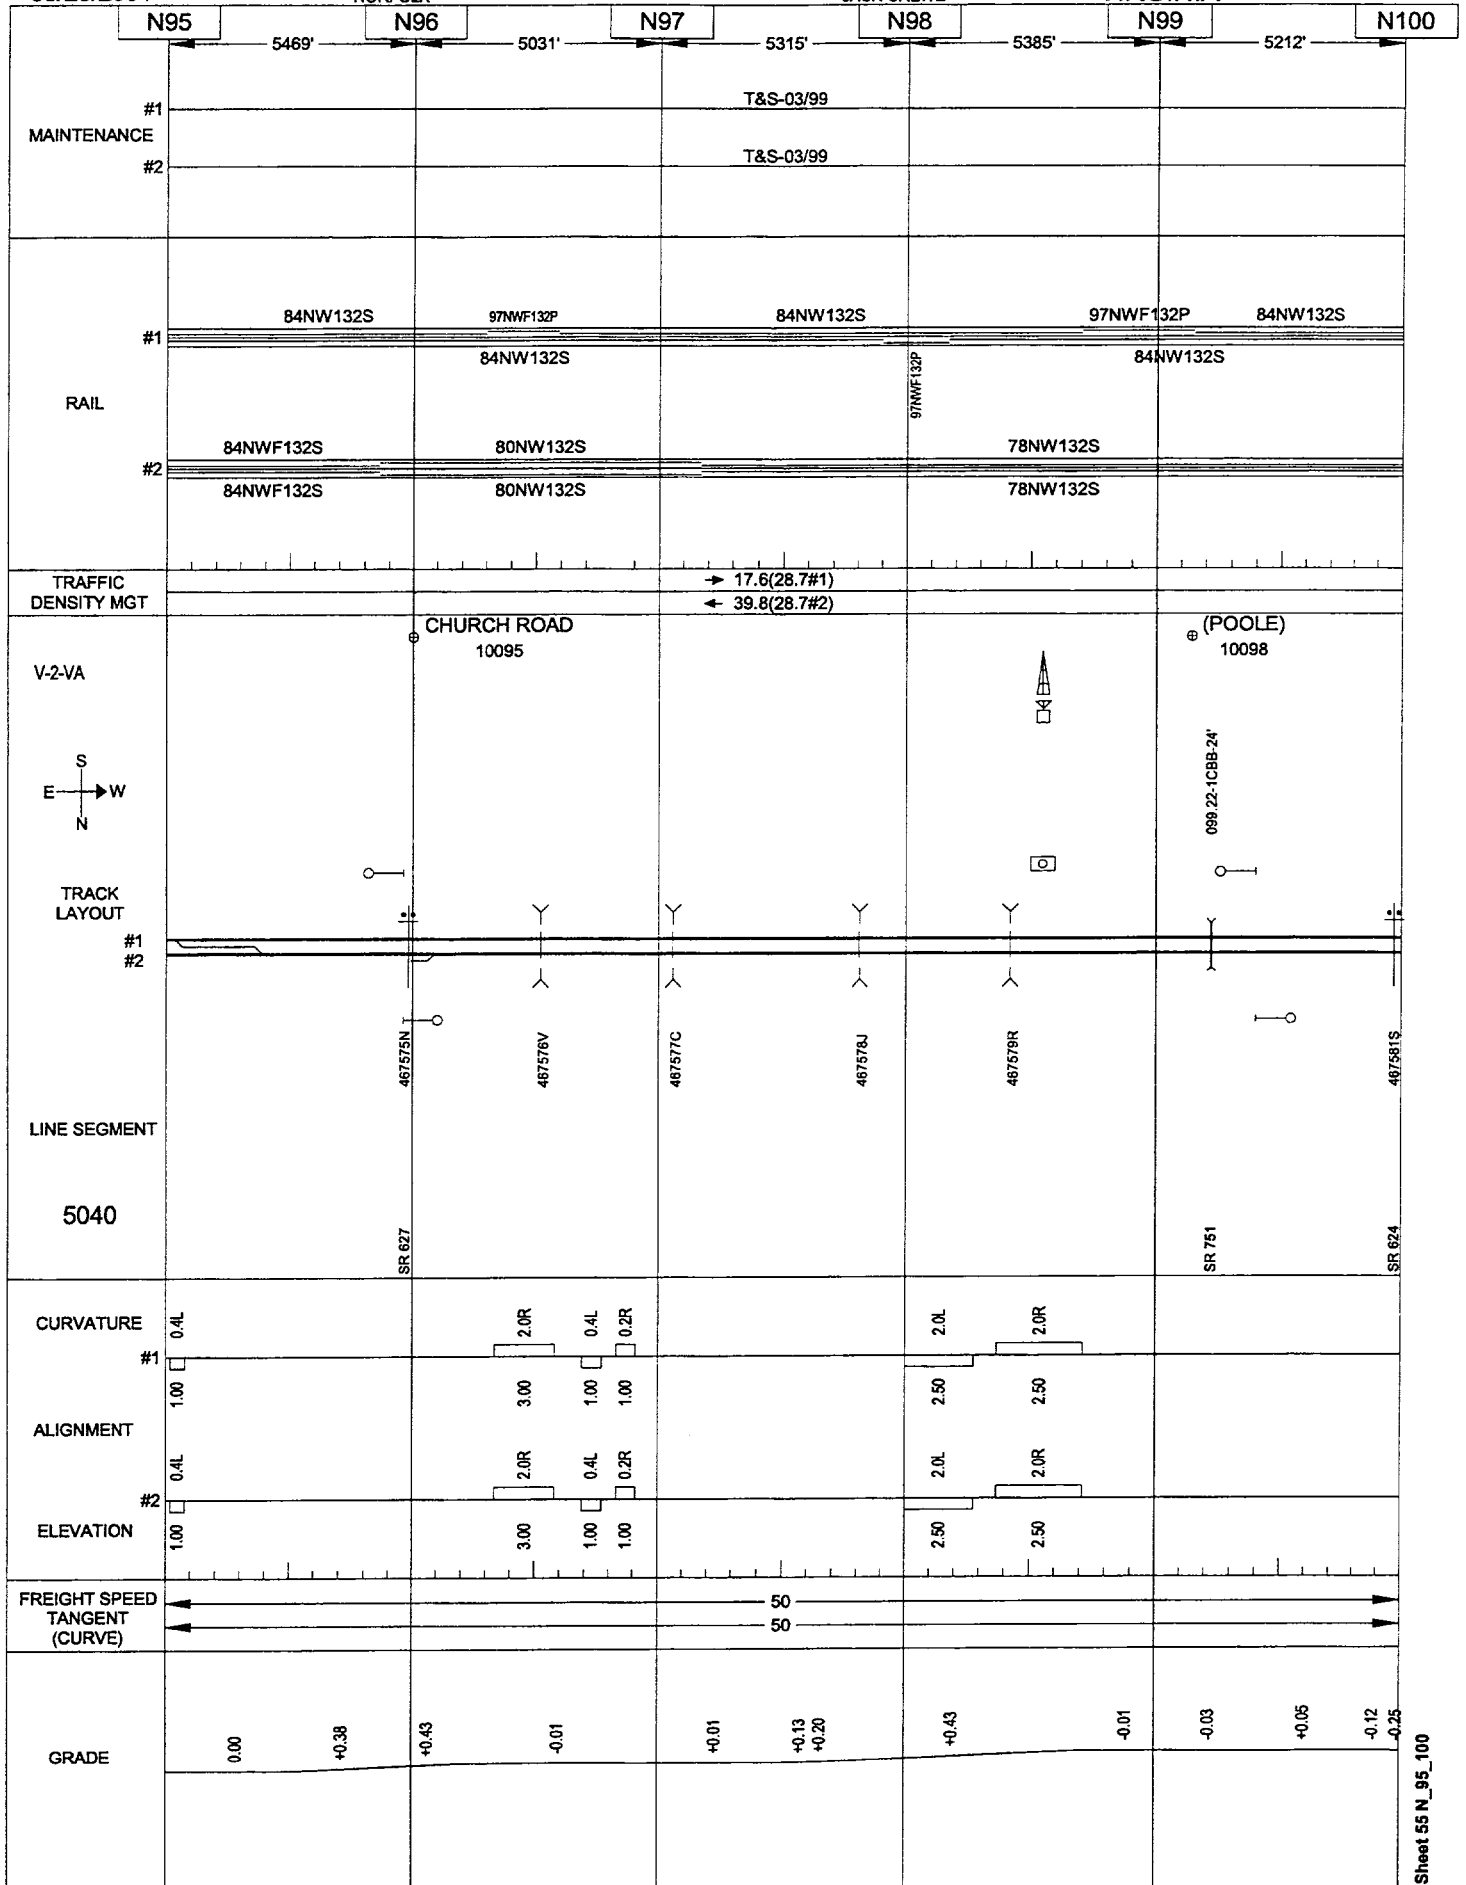 N95 N96 N97 N98 N99 N100
5469' 5031' 5315' 5385' 5212'
#1 T&S-03/99
MAINTENANCE
#2 T&S-03/99
84NW132S 97NWF132P 84NW132S 97NWF132P 84NW132S
#1
84NW132S 84NW132S
97NWF132P
RAIL
84NWF132S 80NW132S 78NW132S
#2
84NWF132S 80NW132S 78NW132S
TRAFFIC
DENSITY MGT
→ 17.6(28.7#1)
← 39.8(28.7#2)
CHURCH ROAD
10095
(POOLE)
10098
V-2-VA
S
E W
N
099.22-1CBB-24'
TRACK
LAYOUT
#1
#2
467575N 467576V 467577C 467578J 467579R 467581S
LINE SEGMENT
5040
SR 627 SR 751 SR 624
CURVATURE
0.4L 2.0R 0.4L 0.2R 2.0L 2.0R
#1
1.00 3.00 1.00 1.00 2.50 2.50
ALIGNMENT
0.4L 2.0R 0.4L 0.2R 2.0L 2.0R
#2
ELEVATION
1.00 3.00 1.00 1.00 2.50 2.50
FREIGHT SPEED
TANGENT
(CURVE)
50
50
GRADE
0.00 +0.38 +0.43 -0.01 +0.01 +0.13 +0.20 +0.43 -0.01 -0.03 +0.05 -0.12 -0.25
Sheet 55 N_95_100